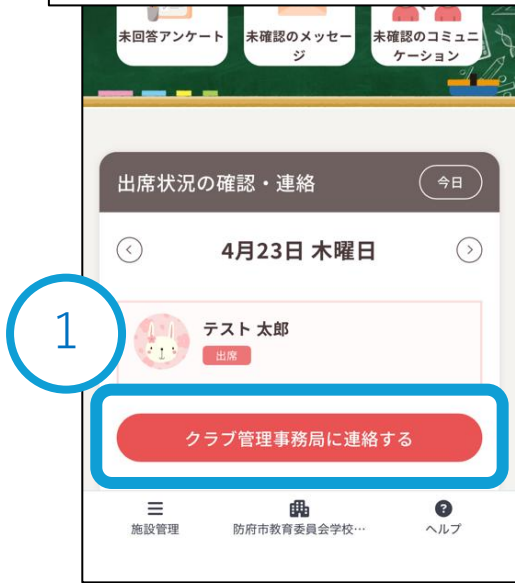 未回答アンケート
未確認のメッセー
ジ
未確認のコミュニ
ケーション
出席状況の確認・連絡
今日
4月23日 木曜日
1
テスト 太郎
出席
クラブ管理事務局に連絡する
施設管理
防府市教育委員会学校…
ヘルプ